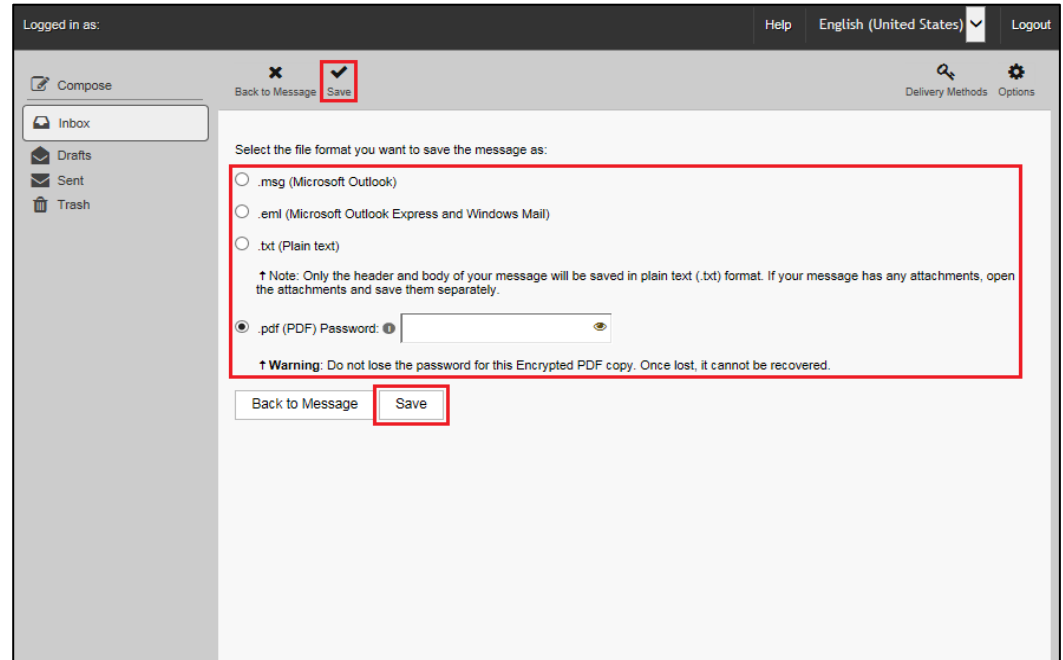 Logged in as:
Help
English (United States)
Logout
Compose
Back to Message
Save
Delivery Methods
Options
Inbox
Drafts
Sent
Trash
Select the file format you want to save the message as:
.msg (Microsoft Outlook)
.eml (Microsoft Outlook Express and Windows Mail)
.txt (Plain text)
↑ Note: Only the header and body of your message will be saved in plain text (.txt) format. If your message has any attachments, open
the attachments and save them separately.
.pdf (PDF) Password:
↑ Warning: Do not lose the password for this Encrypted PDF copy. Once lost, it cannot be recovered.
Back to Message
Save